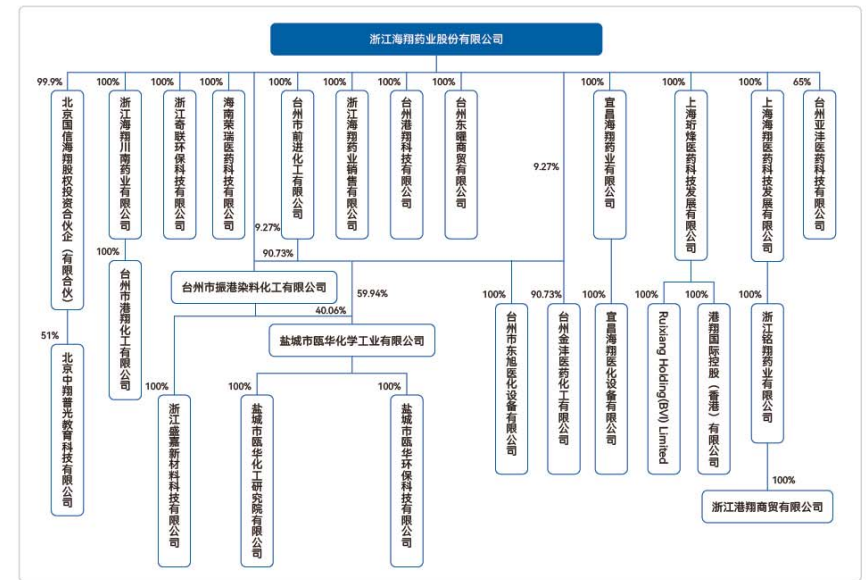 浙江海翔药业股份有限公司
99.9%
100%
100%
100%
100%
100%
100%
100%
100%
100%
100%
65%
北京国信海翔股权投资合伙企（有限合伙）
浙江海翔川南药业有限公司
浙江奇联环保科技有限公司
海南荣瑞医药科技有限公司
台州市前进化工有限公司
浙江海翔药业销售有限公司
台州港翔科技有限公司
台州东曜商贸有限公司
宜昌海翔药业有限公司
上海珩烽医药科技发展有限公司
上海海翔医药科技发展有限公司
台州亚沣医药科技有限公司
9.27%
9.27%
90.73%
100%
台州市港翔化工有限公司
台州市振港染料化工有限公司
59.94%
40.06%
盐城市瓯华化学工业有限公司
51%
北京中翔普光教育科技有限公司
100%
90.73%
100%
100%
100%
100%
台州市东旭医化设备有限公司
台州金沣医药化工有限公司
宜昌海翔医化设备有限公司
Ruixiang Holding(BVI) Limited
港翔国际控股（香港）有限公司
浙江铭翔药业有限公司
100%
100%
100%
浙江盛嘉新材料科技有限公司
盐城市瓯华化工研究院有限公司
盐城市瓯华环保科技有限公司
100%
浙江港翔商贸有限公司